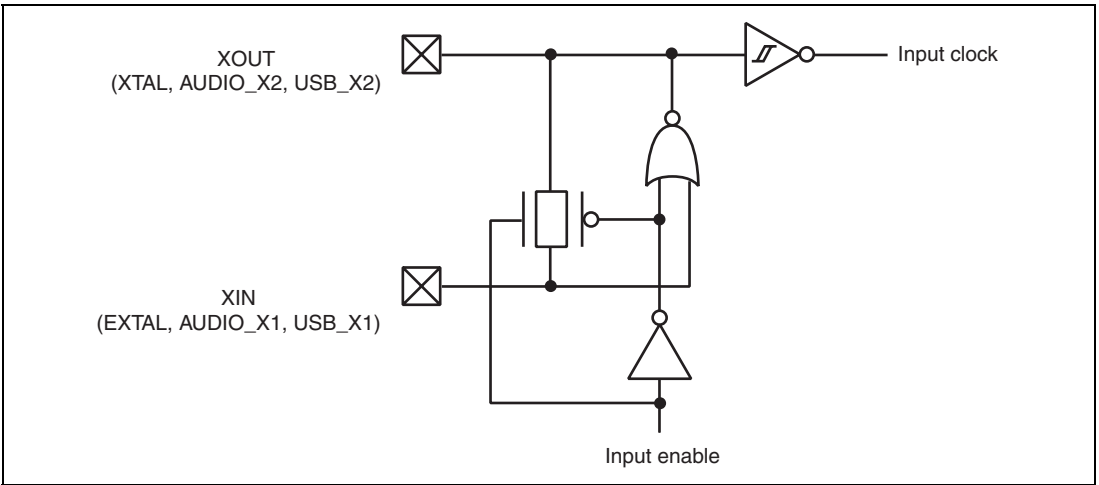 XOUT
(XTAL, AUDIO_X2, USB_X2)
Input clock
XIN
(EXTAL, AUDIO_X1, USB_X1)
Input enable